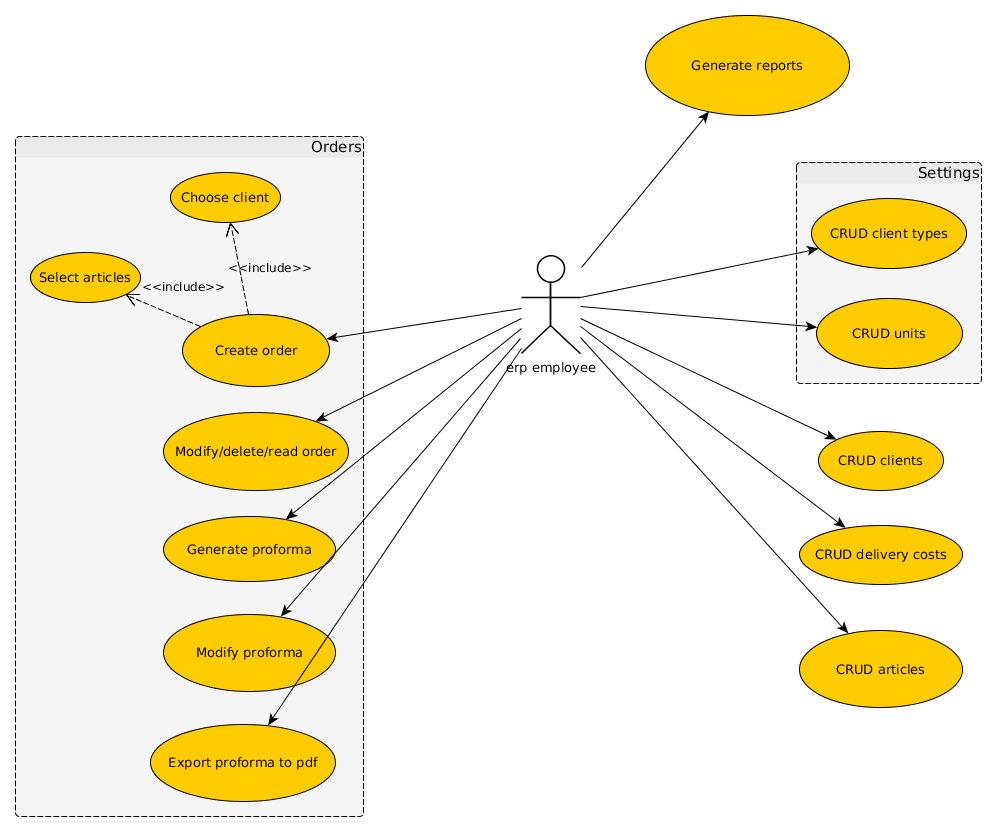 Generate reports
Orders
Settings
Choose client
CRUD client types
<<include>>
Select articles
<<include>>
CRUD units
Create order
erp employee
Modify/delete/read order
CRUD clients
Generate proforma
CRUD delivery costs
Modify proforma
CRUD articles
Export proforma to pdf